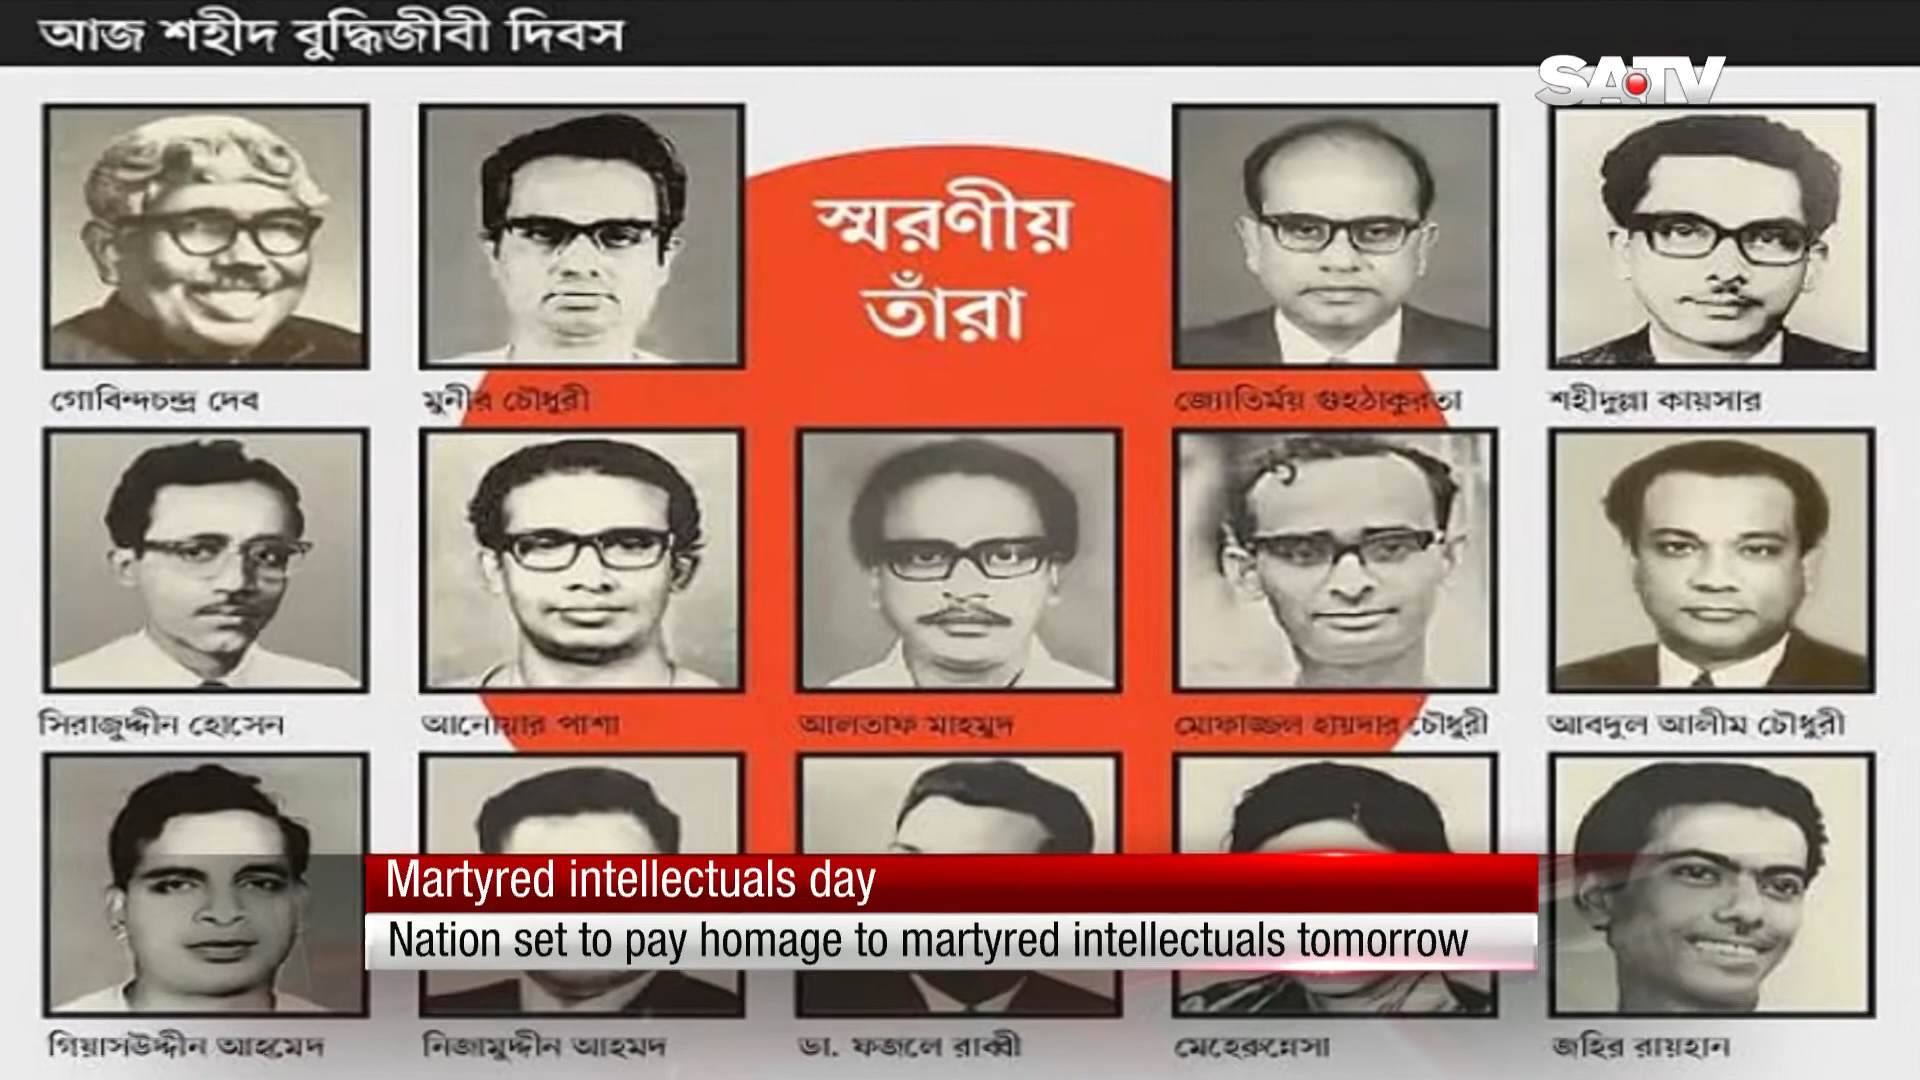 আজ শহীদ বুদ্ধিজীবী দিবস
SATV
স্মরণীয়
তাঁরা
গোবিন্দচন্দ্র দেব
মুনীর চৌধুরী
জ্যোতির্ময় গুহঠাকুরতা
শহীদুল্লা কায়সার
সিরাজুদ্দীন হোসেন
আনোয়ার পাশা
আলতাফ মাহমুদ
মোফাজ্জল হায়দার চৌধুরী
আবদুল আলীম চৌধুরী
Martyred intellectuals day
Nation set to pay homage to martyred intellectuals tomorrow
গিয়াসউদ্দীন আহমেদ
নিজামুদ্দীন আহমদ
ডা. ফজলে রাব্বী
মেহেরুন্নেসা
জহির রায়হান